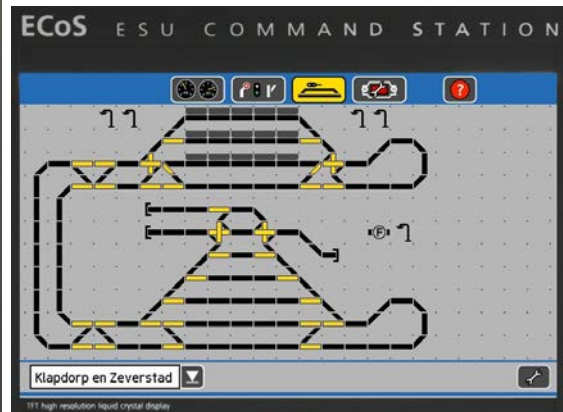 ECoS ESU COMMAND STATION
?
F
Klapdorp en Zeverstad
TFT high resolution liquid crystal display